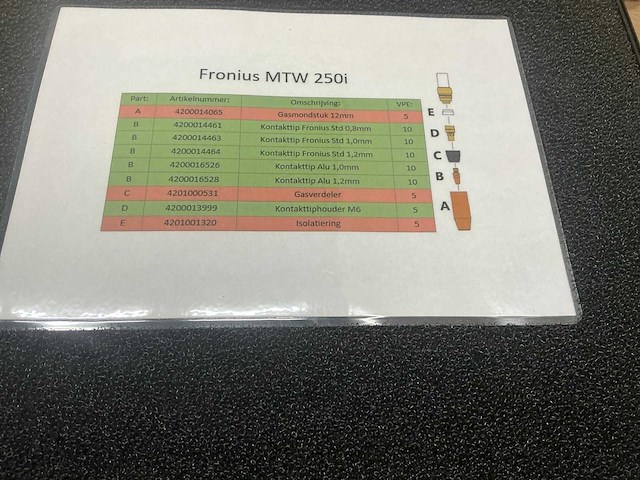 Fronius MTW 250i
Part: Artikelnummer: Omschrijving: VPE:
A 4200014065 Gasmondstuk 12mm 5
B 4200014461 Kontakttip Fronius Std 0,8mm 10
B 4200014463 Kontakttip Fronius Std 1,0mm 10
B 4200014464 Kontakttip Fronius Std 1,2mm 10
B 4200016526 Kontakttip Alu 1,0mm 10
B 4200016528 Kontakttip Alu 1,2mm 10
C 4201000531 Gasverdeler 5
D 4200013999 Kontakttiphouder M6 5
E 4201001320 Isolatiering 5
E
D
C
B
A